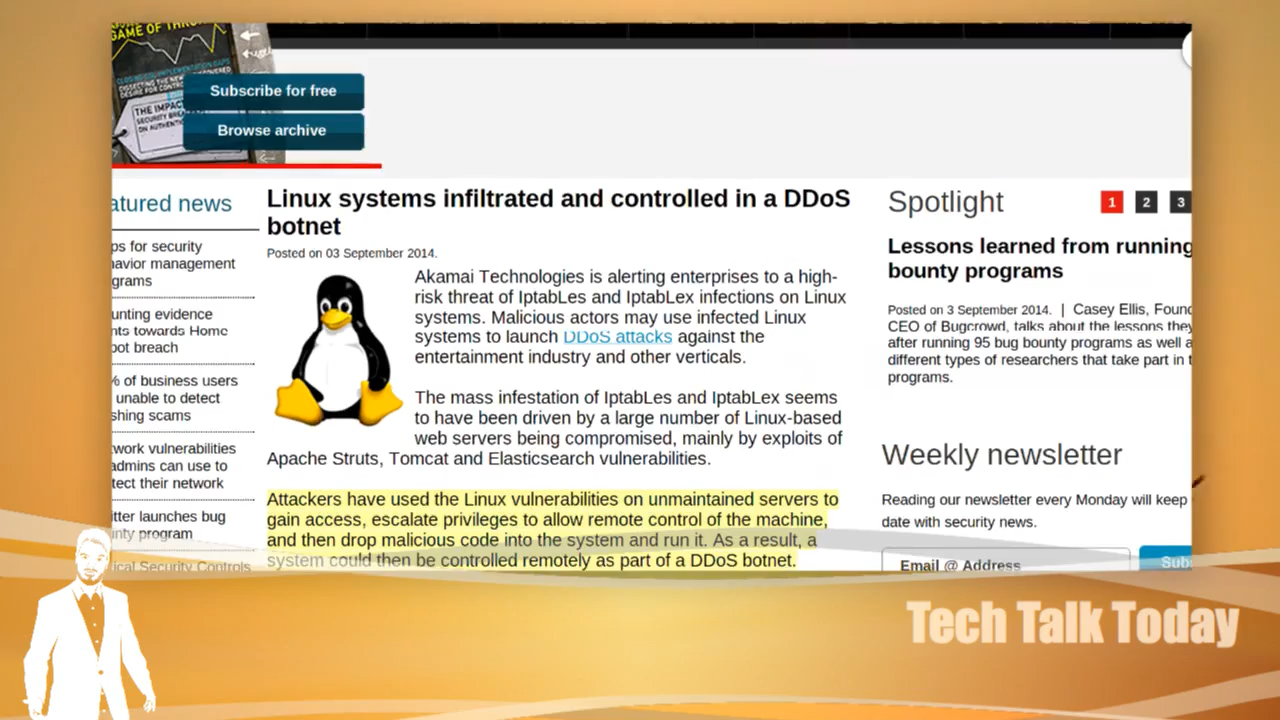 GAME OF THRO
THE IMPACT
SECURITY BREA
ON AUTHENTI
Subscribe for free
Browse archive
atured news
ps for security
avior management
grams
unting evidence
nts towards Home
pot breach
% of business users
unable to detect
shing scams
work vulnerabilities
admins can use to
tect their network
itter launches bug
nty program
ical Security Controls
Linux systems infiltrated and controlled in a DDoS
botnet
Posted on 03 September 2014.
Akamai Technologies is alerting enterprises to a high-
risk threat of IptabLes and IptabLex infections on Linux
systems. Malicious actors may use infected Linux
systems to launch DDoS attacks against the
entertainment industry and other verticals.
The mass infestation of IptabLes and IptabLex seems
to have been driven by a large number of Linux-based
web servers being compromised, mainly by exploits of
Apache Struts, Tomcat and Elasticsearch vulnerabilities.
Attackers have used the Linux vulnerabilities on unmaintained servers to
gain access, escalate privileges to allow remote control of the machine,
and then drop malicious code into the system and run it. As a result, a
system could then be controlled remotely as part of a DDoS botnet.
Spotlight
1 2 3
Lessons learned from running
bounty programs
Posted on 3 September 2014. | Casey Ellis, Found
CEO of Bugcrowd, talks about the lessons they
after running 95 bug bounty programs as well a
different types of researchers that take part in t
programs.
Weekly newsletter
Reading our newsletter every Monday will keep
date with security news.
Email @ Address
Subs
Tech Talk Today